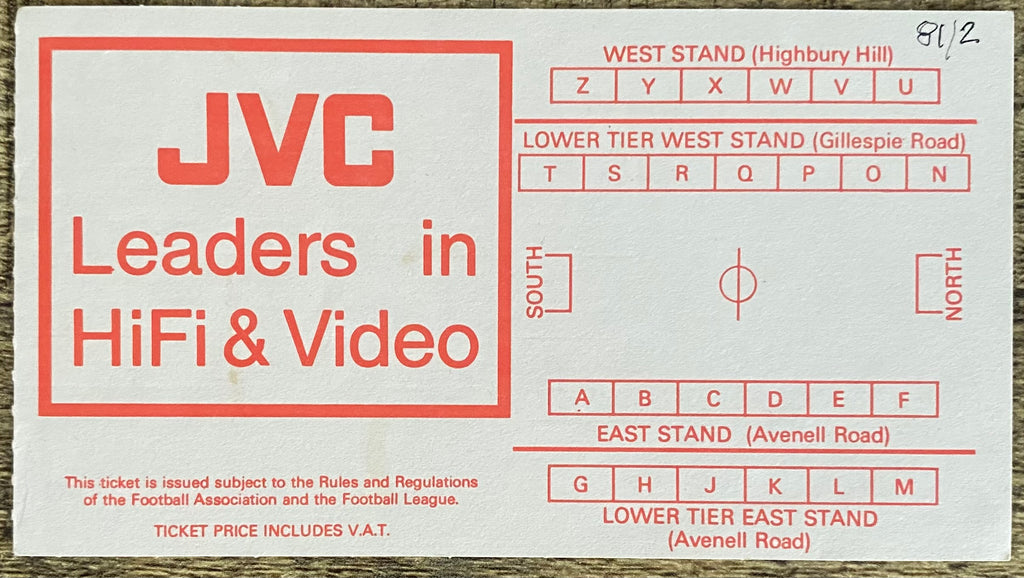 JVC
Leaders in
HiFi & Video
This ticket is issued subject to the Rules and Regulations
of the Football Association and the Football League.
TICKET PRICE INCLUDES V.A.T.
81/2
WEST STAND (Highbury Hill)
Z Y X W V U
LOWER TIER WEST STAND (Gillespie Road)
T S R Q P O N
SOUTH
NORTH
A B C D E F
EAST STAND (Avenell Road)
G H J K L M
LOWER TIER EAST STAND
(Avenell Road)